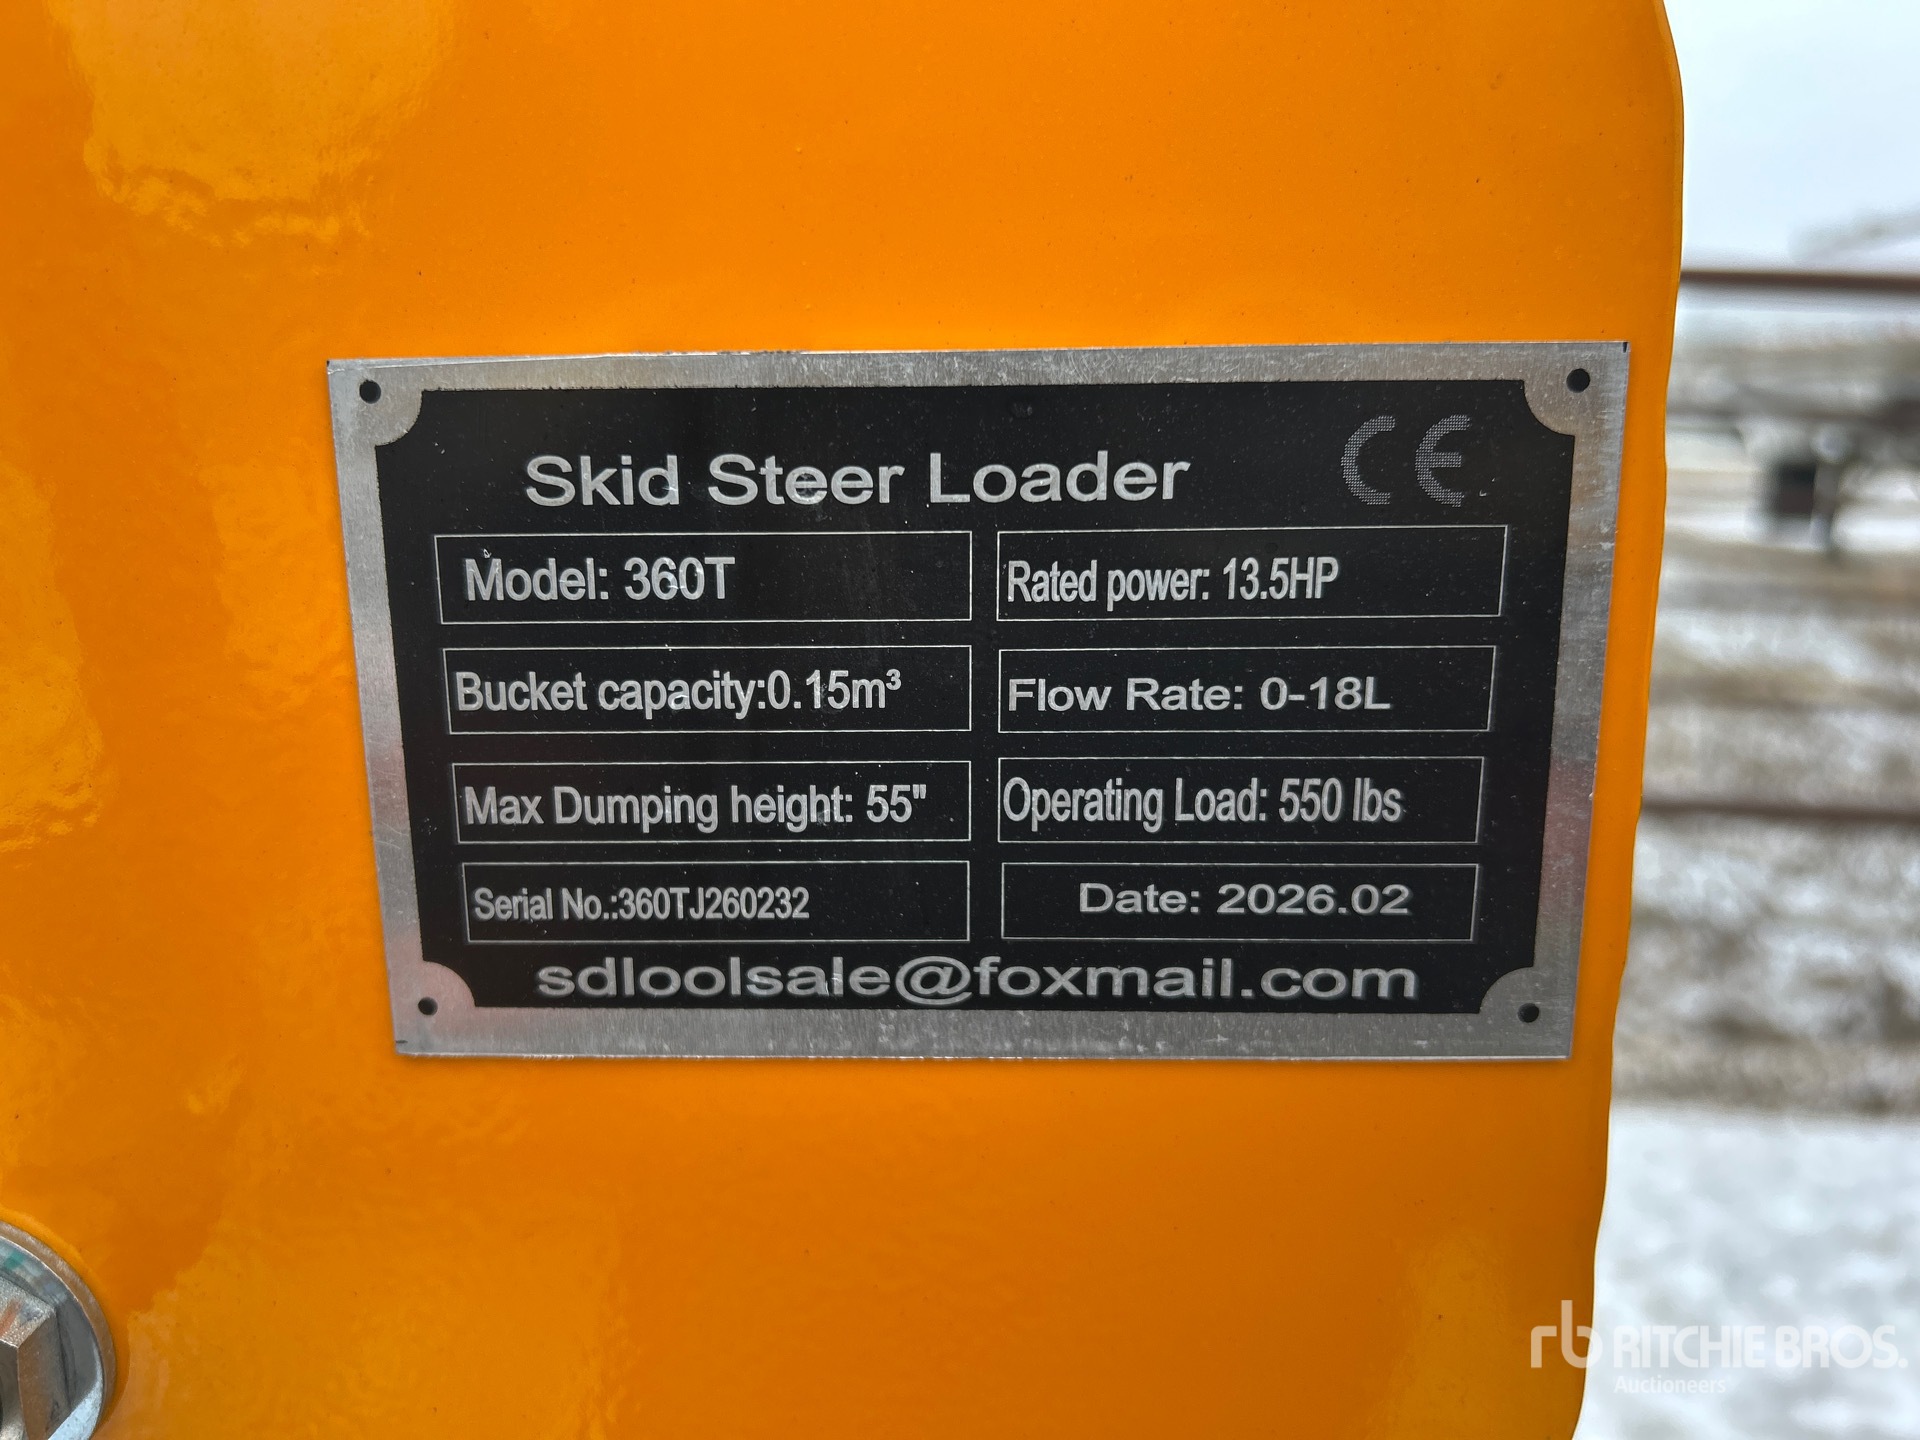 Skid Steer Loader CE
Model: 360T
Rated power: 13.5HP
Bucket capacity:0.15m³
Flow Rate: 0-18L
Max Dumping height: 55"
Operating Load: 550 lbs
Serial No.:360TJ260232
Date: 2026.02
sdloolsale@foxmail.com
rb RITCHIE BROS.
Auctioneers